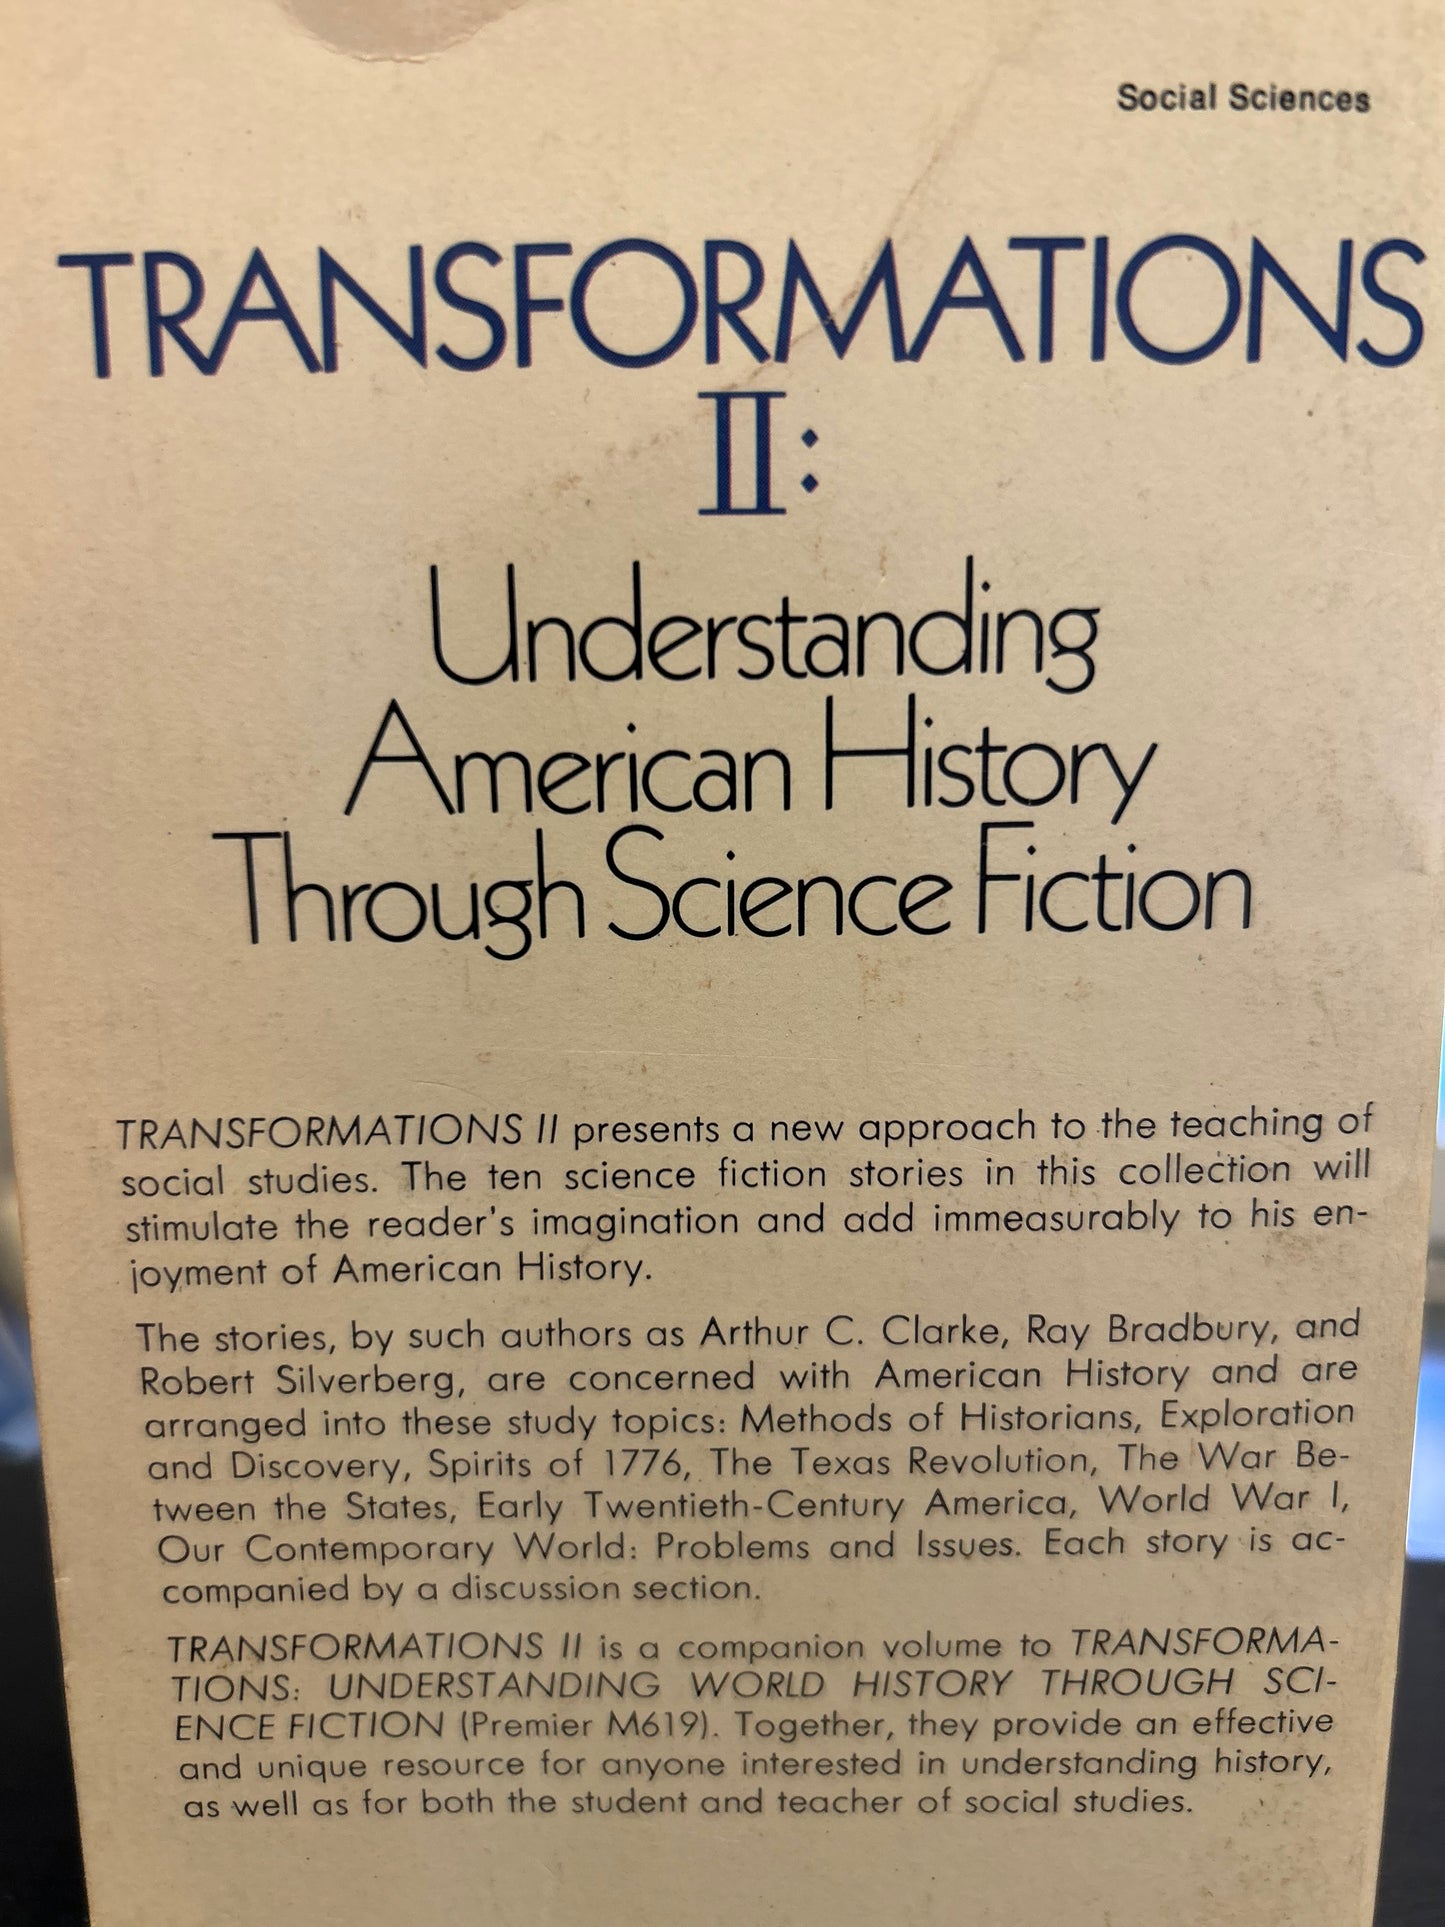 Social Sciences
TRANSFORMATIONS
II:
Understanding
American History
Through Science Fiction
TRANSFORMATIONS II presents a new approach to the teaching of
social studies. The ten science fiction stories in this collection will
stimulate the reader's imagination and add immeasurably to his en-
joyment of American History.
The stories, by such authors as Arthur C. Clarke, Ray Bradbury, and
Robert Silverberg, are concerned with American History and are
arranged into these study topics: Methods of Historians, Exploration
and Discovery, Spirits of 1776, The Texas Revolution, The War Be-
tween the States, Early Twentieth-Century America, World War I,
Our Contemporary World: Problems and Issues. Each story is ac-
companied by a discussion section.
TRANSFORMATIONS II is a companion volume to TRANSFORMA-
TIONS: UNDERSTANDING WORLD HISTORY THROUGH SCI-
ENCE FICTION (Premier M619). Together, they provide an effective
and unique resource for anyone interested in understanding history,
as well as for both the student and teacher of social studies.